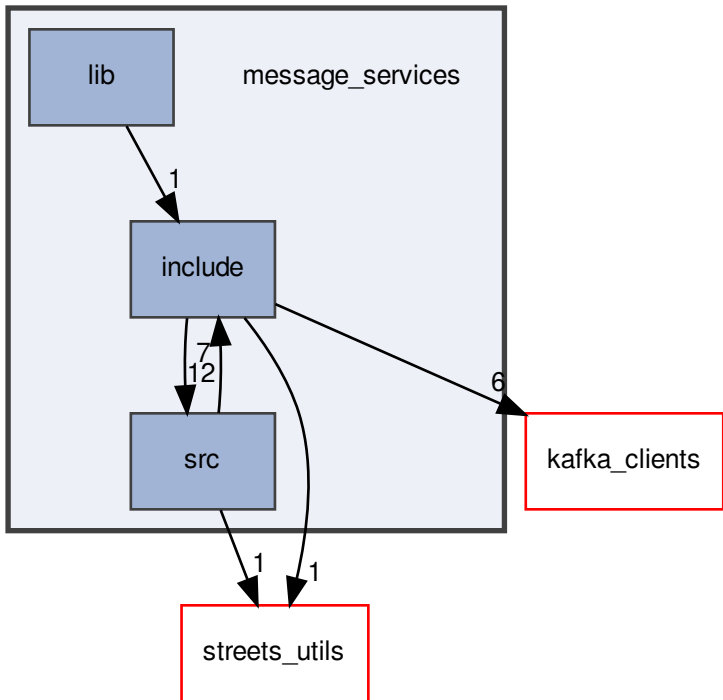 lib
message_services
1
include
7
12
6
src
kafka_clients
1
1
streets_utils